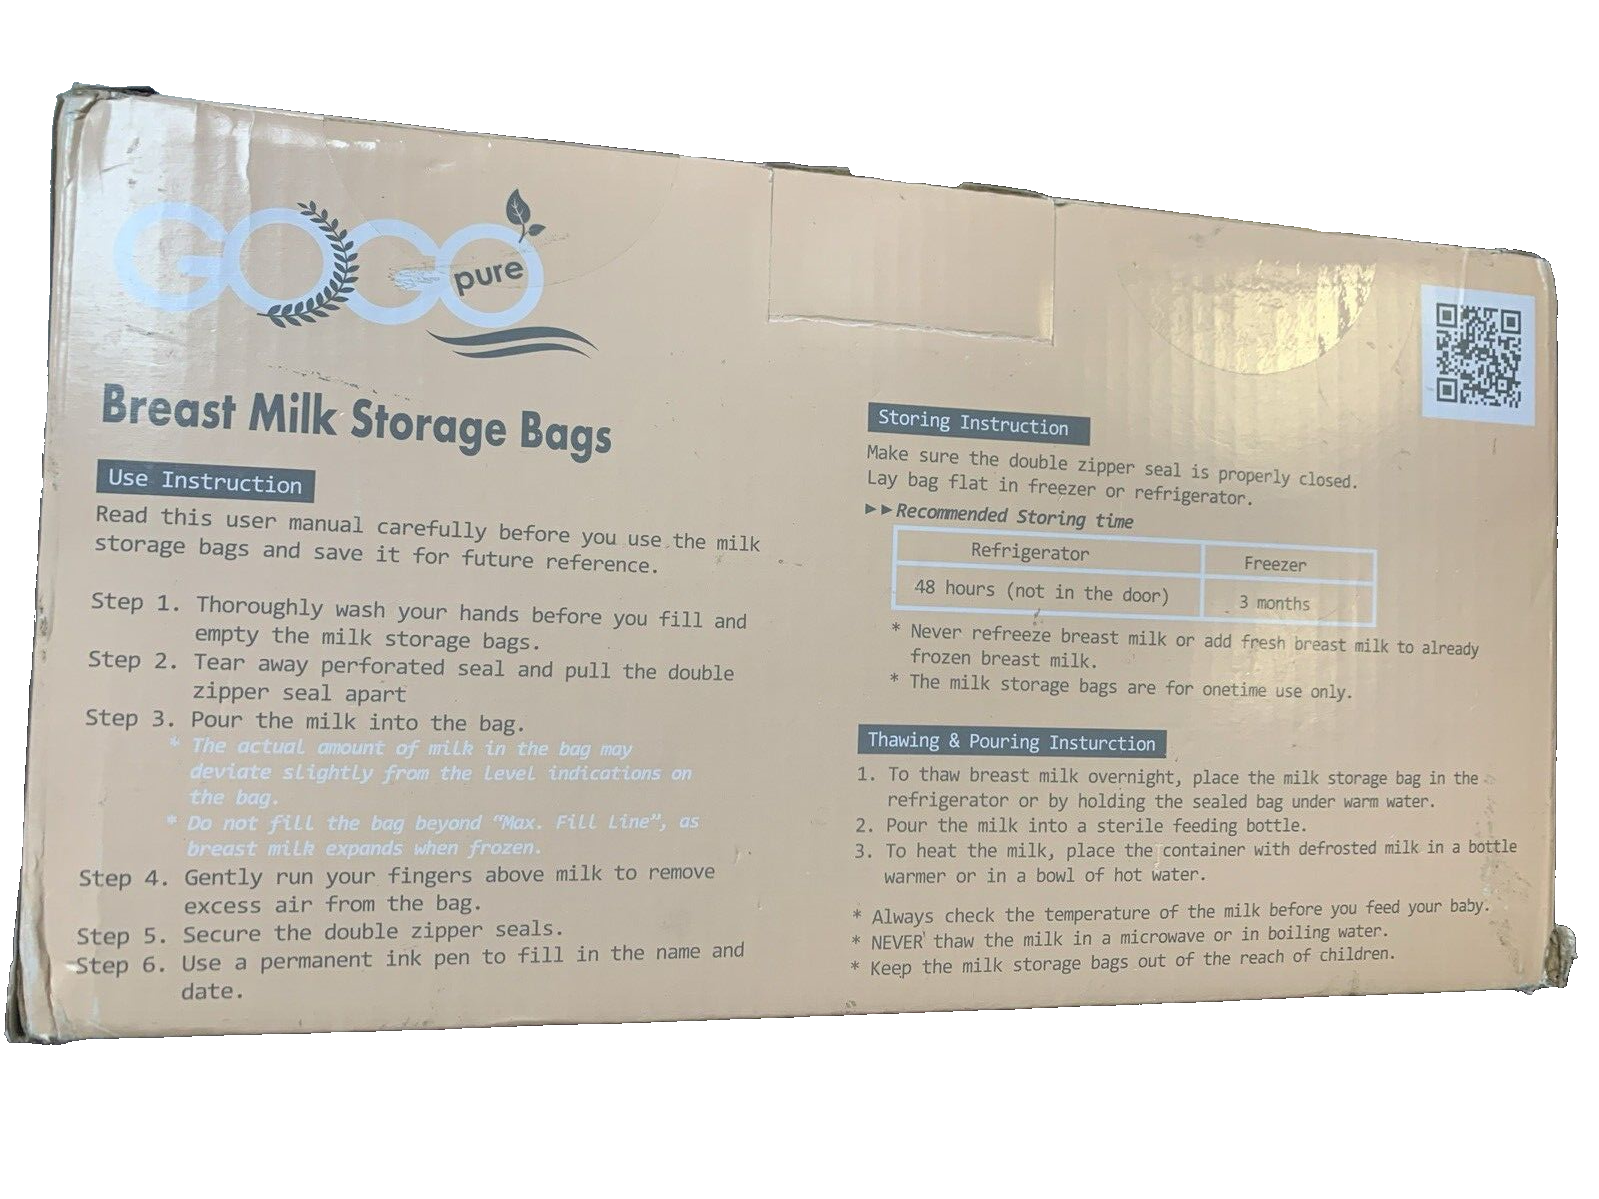 GOGO
pure
Breast Milk Storage Bags
Use Instruction
Read this user manual carefully before you use the milk
storage bags and save it for future reference.
Step 1. Thoroughly wash your hands before you fill and
empty the milk storage bags.
Step 2. Tear away perforated seal and pull the double
zipper seal apart
Step 3. Pour the milk into the bag.
* The actual amount of milk in the bag may
deviate slightly from the level indications on
the bag.
* Do not fill the bag beyond “Max. Fill Line”, as
breast milk expands when frozen.
Step 4. Gently run your fingers above milk to remove
excess air from the bag.
Step 5. Secure the double zipper seals.
Step 6. Use a permanent ink pen to fill in the name and
date.
Storing Instruction
Make sure the double zipper seal is properly closed.
Lay bag flat in freezer or refrigerator.
▶▶Recommended Storing time
Refrigerator Freezer
48 hours (not in the door) 3 months
* Never refreeze breast milk or add fresh breast milk to already
frozen breast milk.
* The milk storage bags are for onetime use only.
Thawing & Pouring Insturction
1. To thaw breast milk overnight, place the milk storage bag in the
refrigerator or by holding the sealed bag under warm water.
2. Pour the milk into a sterile feeding bottle.
3. To heat the milk, place the container with defrosted milk in a bottle
warmer or in a bowl of hot water.
* Always check the temperature of the milk before you feed your baby.
* NEVER thaw the milk in a microwave or in boiling water.
* Keep the milk storage bags out of the reach of children.